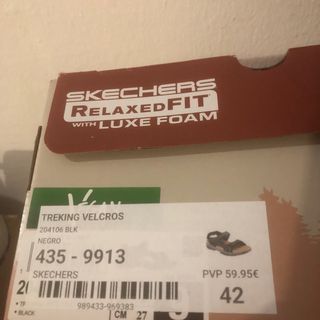 SKECHERS
RELAXED FIT
WITH LUXE FOAM
VEGAN
TREKING VELCROS
204106 BLK
NEGRO
435 - 9913
SKECHERS
PVP 59.95€
42
989433-969383
BLACK
CM 27